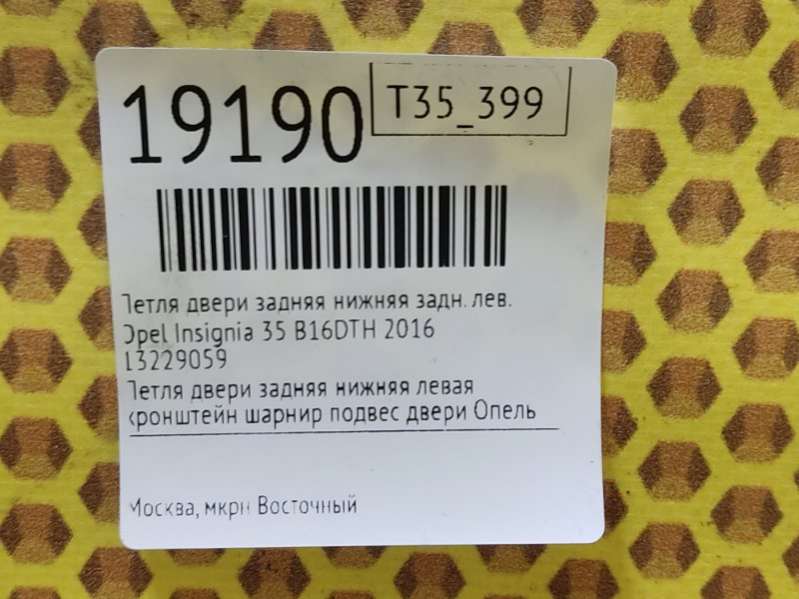 19190
T35_399
Петля двери задняя нижняя задн. лев.
Opel Insignia 35 B16DTH 2016
13229059
Петля двери задняя нижняя левая
кронштейн шарнир подвес двери Опель
Москва, мкрн Восточный